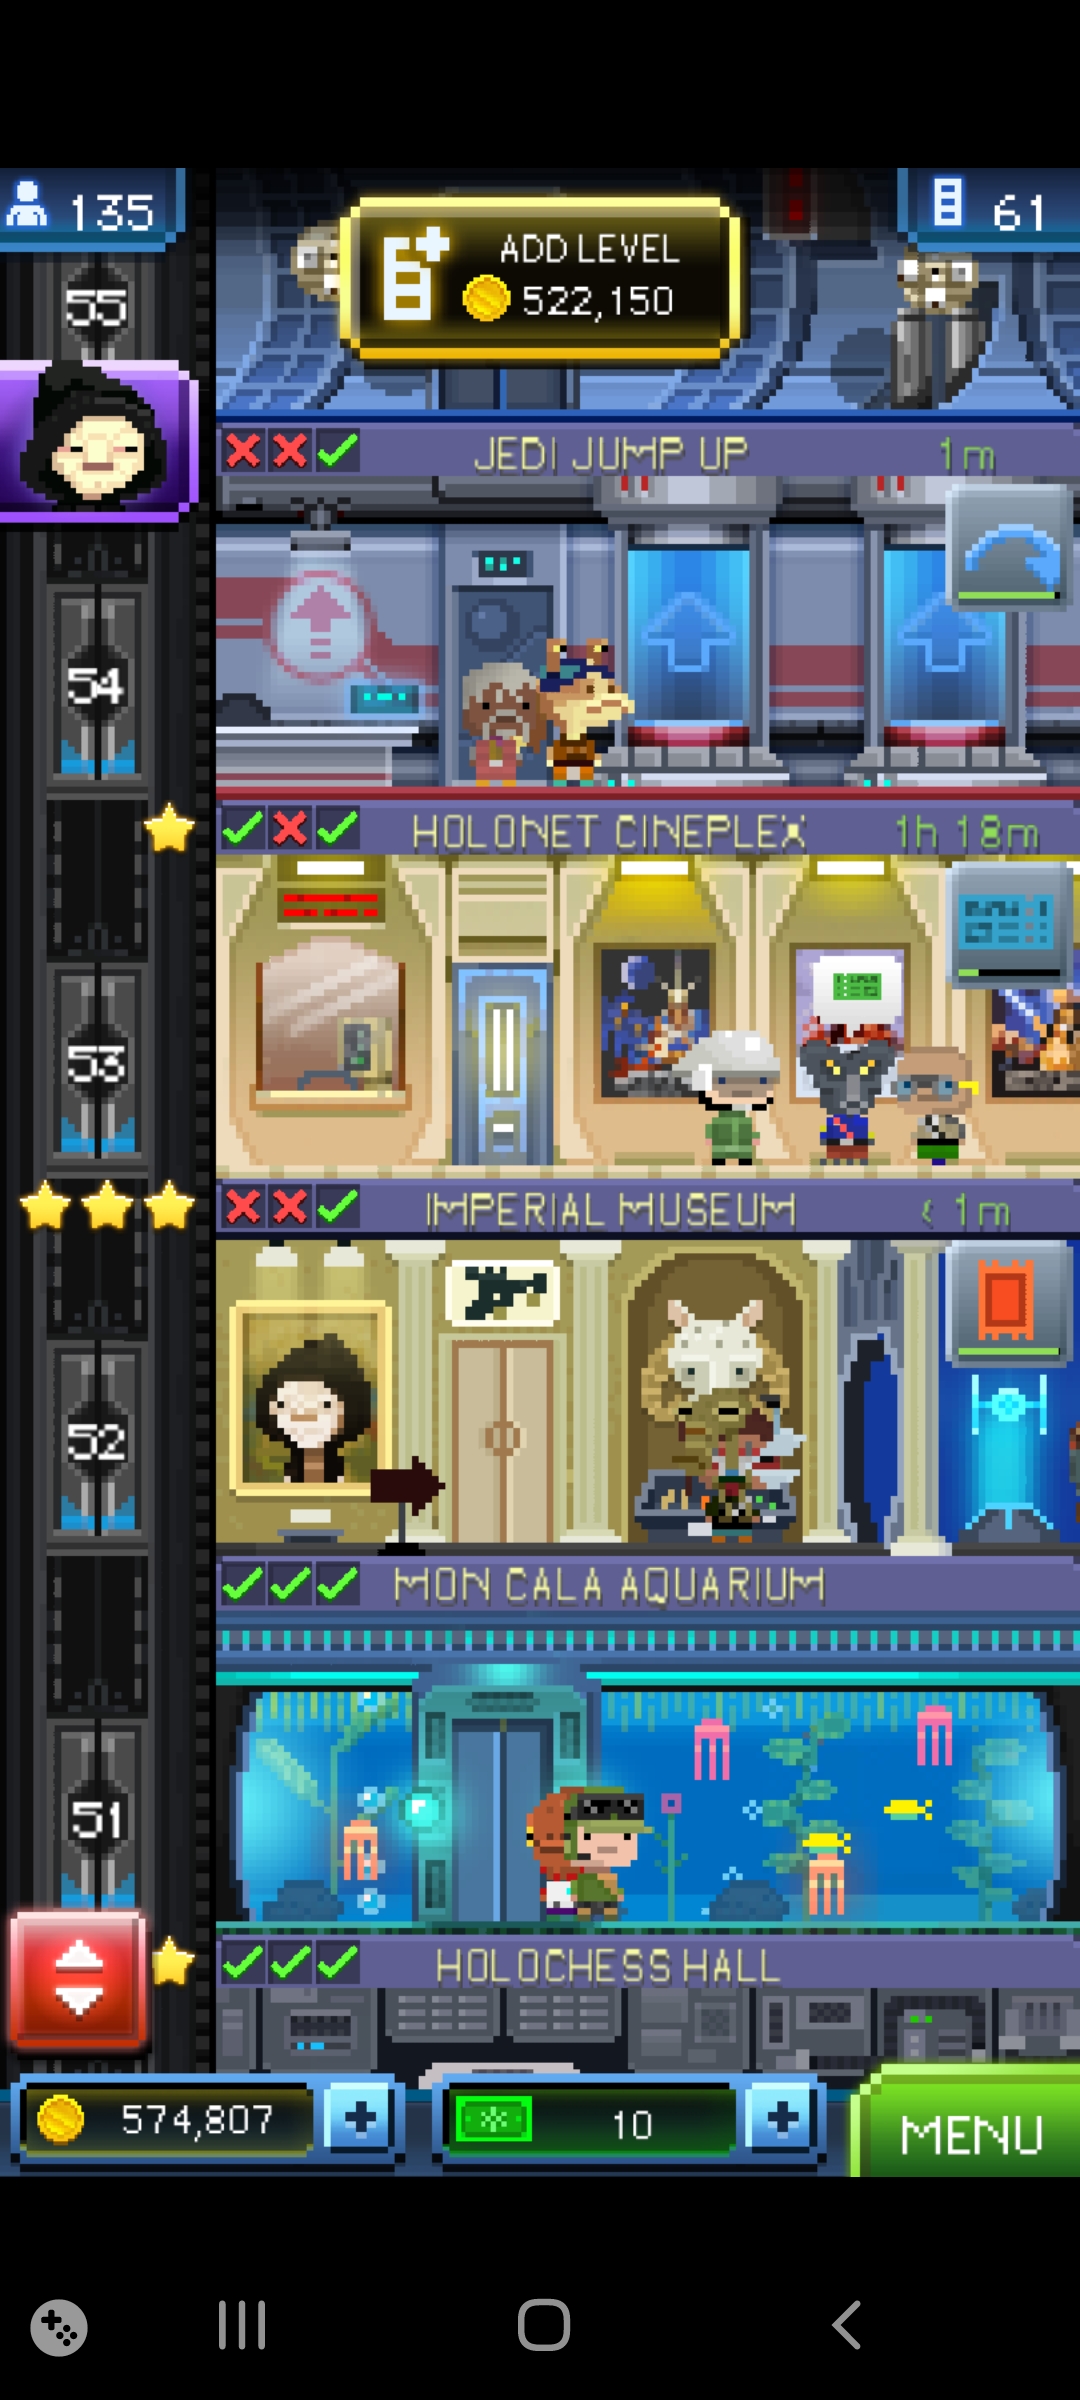 135
61
ADD LEVEL
522,150
55
JEDI JUMP UP 1m
54
HOLONET CINEPLEX 1h 18m
53
IMPERIAL MUSEUM < 1m
52
MON CALA AQUARIUM
51
HOLOCHESS HALL
574,807
10
MENU